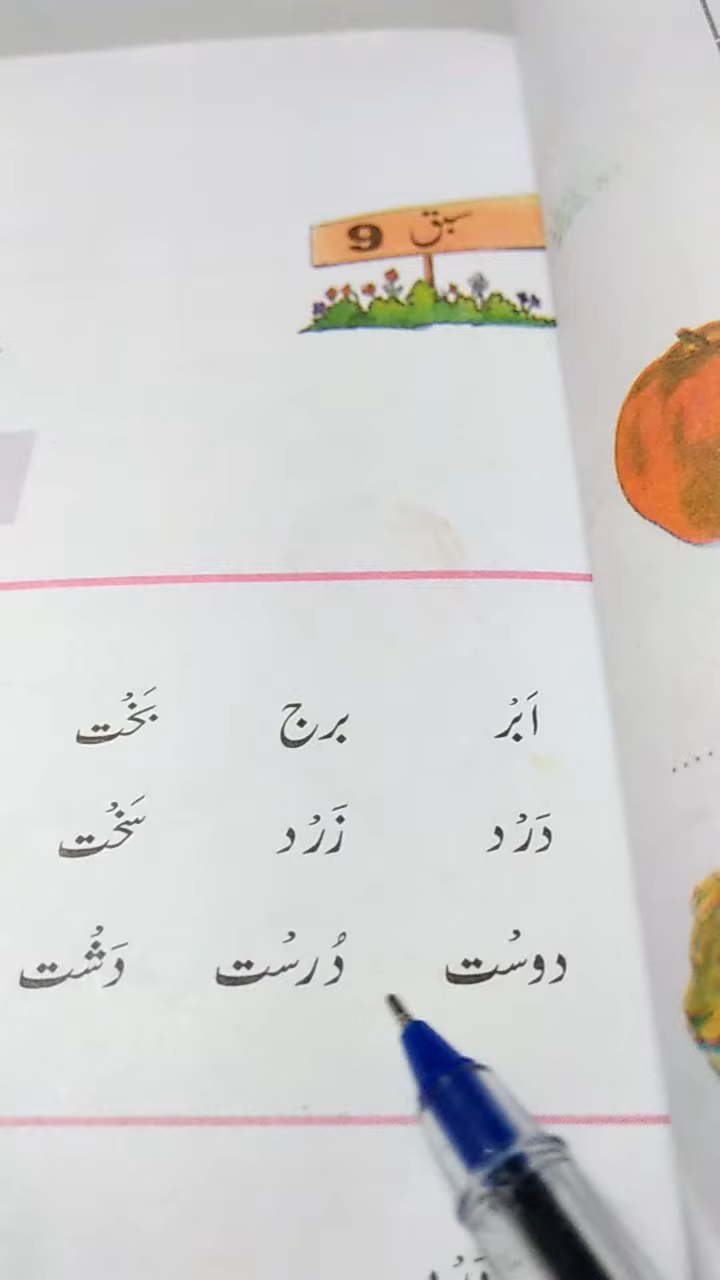 سبق 9
اَبْر برج بَخْت
دَرْد زَرْد سَخْت
دوسْت دُرسْت دَشْت